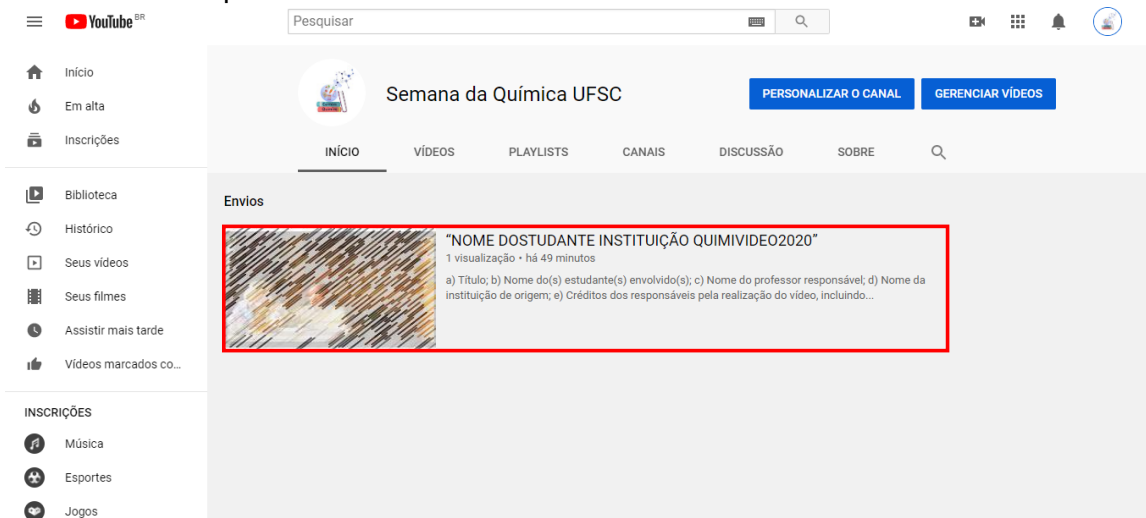 YouTube BR
Pesquisar
Início
Em alta
Inscrições
Biblioteca
Histórico
Seus vídeos
Seus filmes
Assistir mais tarde
Vídeos marcados co...
INSCRIÇÕES
Música
Esportes
Jogos
Semana da Química UFSC
PERSONALIZAR O CANAL
GERENCIAR VÍDEOS
INÍCIO VÍDEOS PLAYLISTS CANAIS DISCUSSÃO SOBRE
Envios
“NOME DOSTUDANTE INSTITUIÇÃO QUIMIVIDEO2020”
1 visualização • há 49 minutos
a) Título; b) Nome do(s) estudante(s) envolvido(s); c) Nome do professor responsável; d) Nome da
instituição de origem; e) Créditos dos responsáveis pela realização do vídeo, incluindo...